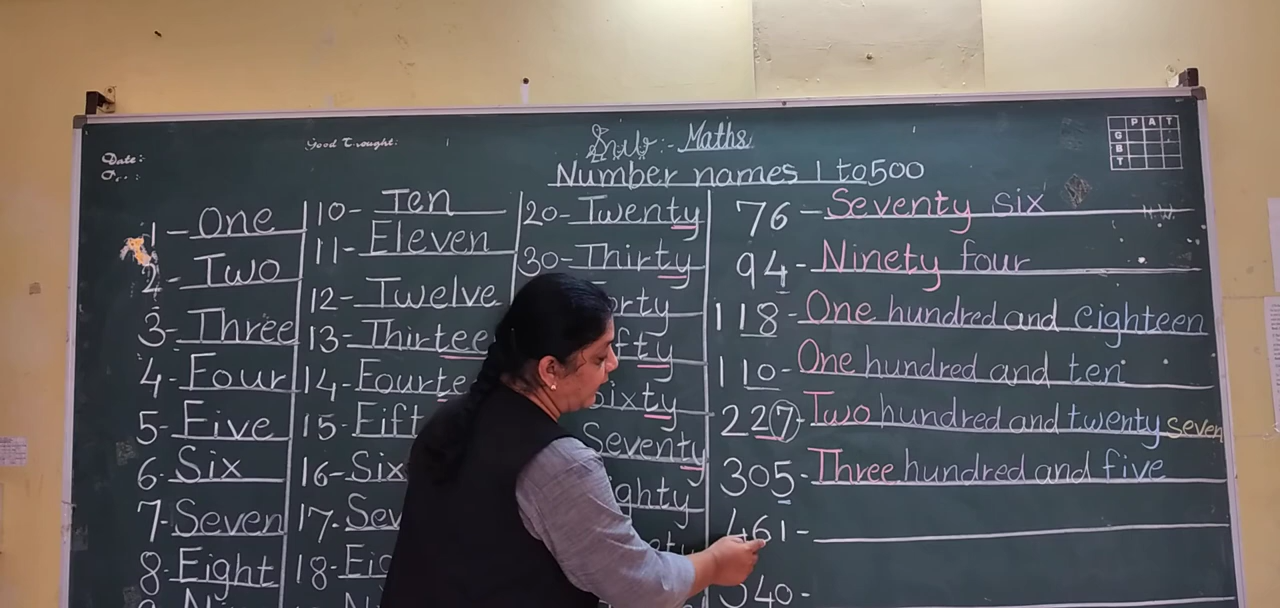 Date:-
Good Thought:
Sub:- Maths
Number names 1 to 500
P A T
G
B
T
H.W.
1 - One
2 - Two
3 - Three
4 - Four
5 - Five
6 - Six
7 - Seven
8 - Eight
10 - Ten
11 - Eleven
12 - Twelve
13 - Thirtee
14 - Fourte
15 - Fift
16 - Six
17 - Sev
18 - Eig
20 - Twenty
30 - Thirty
orty
fty
Sixty
Seventy
ighty
ety
76 - Seventy six
94 - Ninety four
118 - One hundred and eighteen
110 - One hundred and ten
227 - Two hundred and twenty seven
305 - Three hundred and five
461 -
340 -